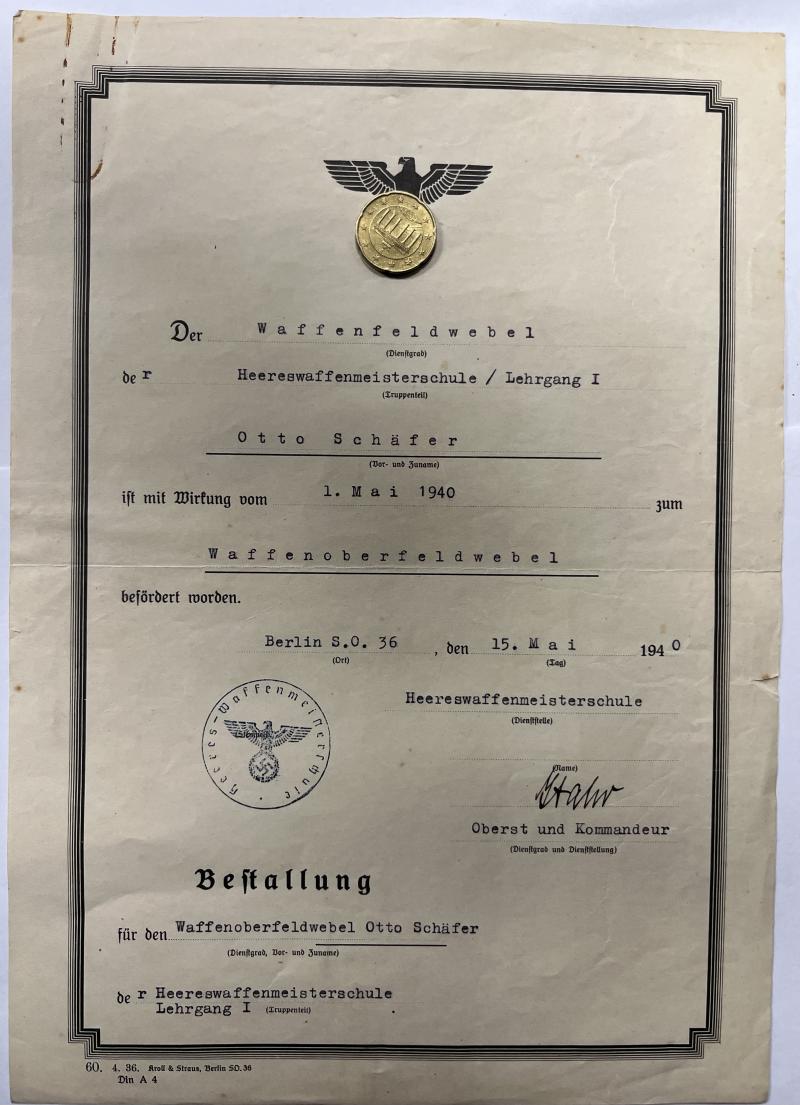 Der Waffenfeldwebel
(Dienstgrad)
der Heereswaffenmeisterschule / Lehrgang I
(Truppenteil)
Otto Schäfer
(Vor- und Zuname)
ist mit Wirkung vom 1. Mai 1940 zum
Waffenoberfeldwebel
befördert worden.
Berlin S.O. 36, den 15. Mai 1940
(Ort) (Tag)
Heereswaffenmeisterschule
(Dienststelle)
Heeres-Waffenmeisterschule
(Name)
Oberst und Kommandeur
(Dienstgrad und Dienststellung)
Bestallung
für den Waffenoberfeldwebel Otto Schäfer
(Dienstgrad, Vor- und Zuname)
der Heereswaffenmeisterschule
Lehrgang I (Truppenteil)
60. 4. 36. Kroll & Straus, Berlin SO. 36
Din A 4